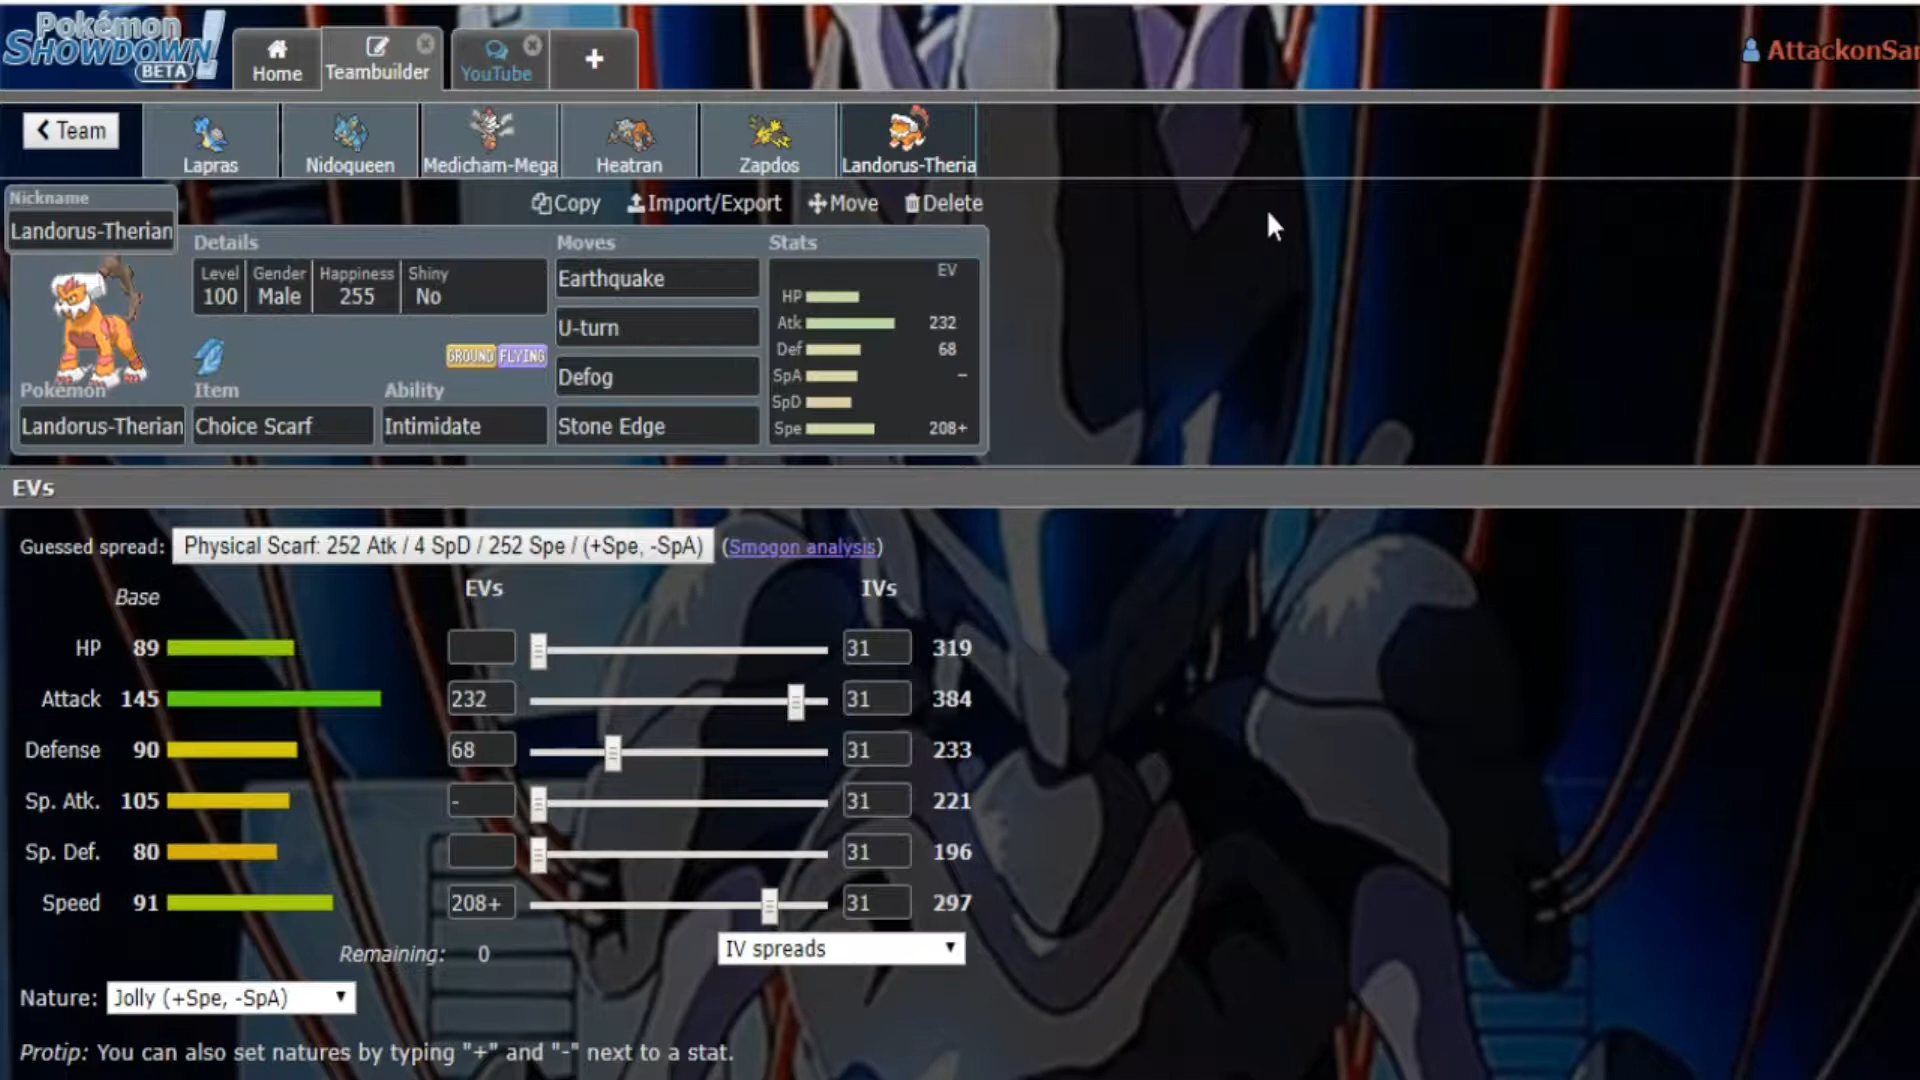 Pokémon
SHOWDOWN!
BETA
Home
Teambuilder
YouTube
+
AttackonSar
Team
Lapras
Nidoqueen
Medicham-Mega
Heatran
Zapdos
Landorus-Theria
Copy
Import/Export
Move
Delete
Nickname
Landorus-Therian
Details
Level
100
Gender
Male
Happiness
255
Shiny
No
GROUND
FLYING
Pokémon
Landorus-Therian
Item
Choice Scarf
Ability
Intimidate
Moves
Earthquake
U-turn
Defog
Stone Edge
Stats
EV
HP
Atk 232
Def 68
SpA –
SpD
Spe 208+
EVs
Guessed spread: Physical Scarf: 252 Atk / 4 SpD / 252 Spe / (+Spe, -SpA) (Smogon analysis)
Base EVs IVs
HP 89 31 319
Attack 145 232 31 384
Defense 90 68 31 233
Sp. Atk. 105 - 31 221
Sp. Def. 80 31 196
Speed 91 208+ 31 297
Remaining: 0
IV spreads
Nature: Jolly (+Spe, -SpA)
Protip: You can also set natures by typing "+" and "-" next to a stat.